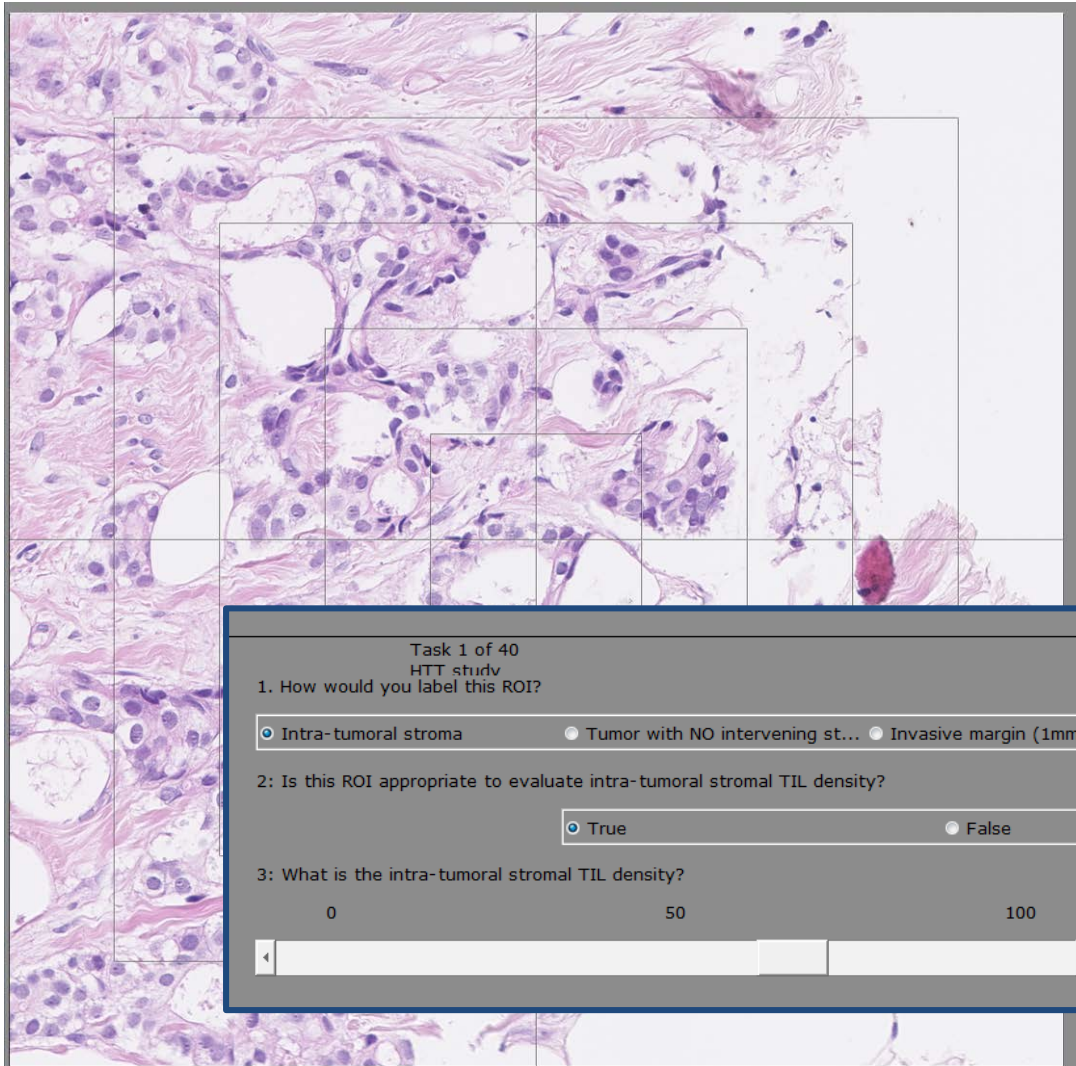 Task 1 of 40
HTT study
1. How would you label this ROI?
Intra-tumoral stroma Tumor with NO intervening st... Invasive margin (1mm
2: Is this ROI appropriate to evaluate intra-tumoral stromal TIL density?
True False
3: What is the intra-tumoral stromal TIL density?
0 50 100